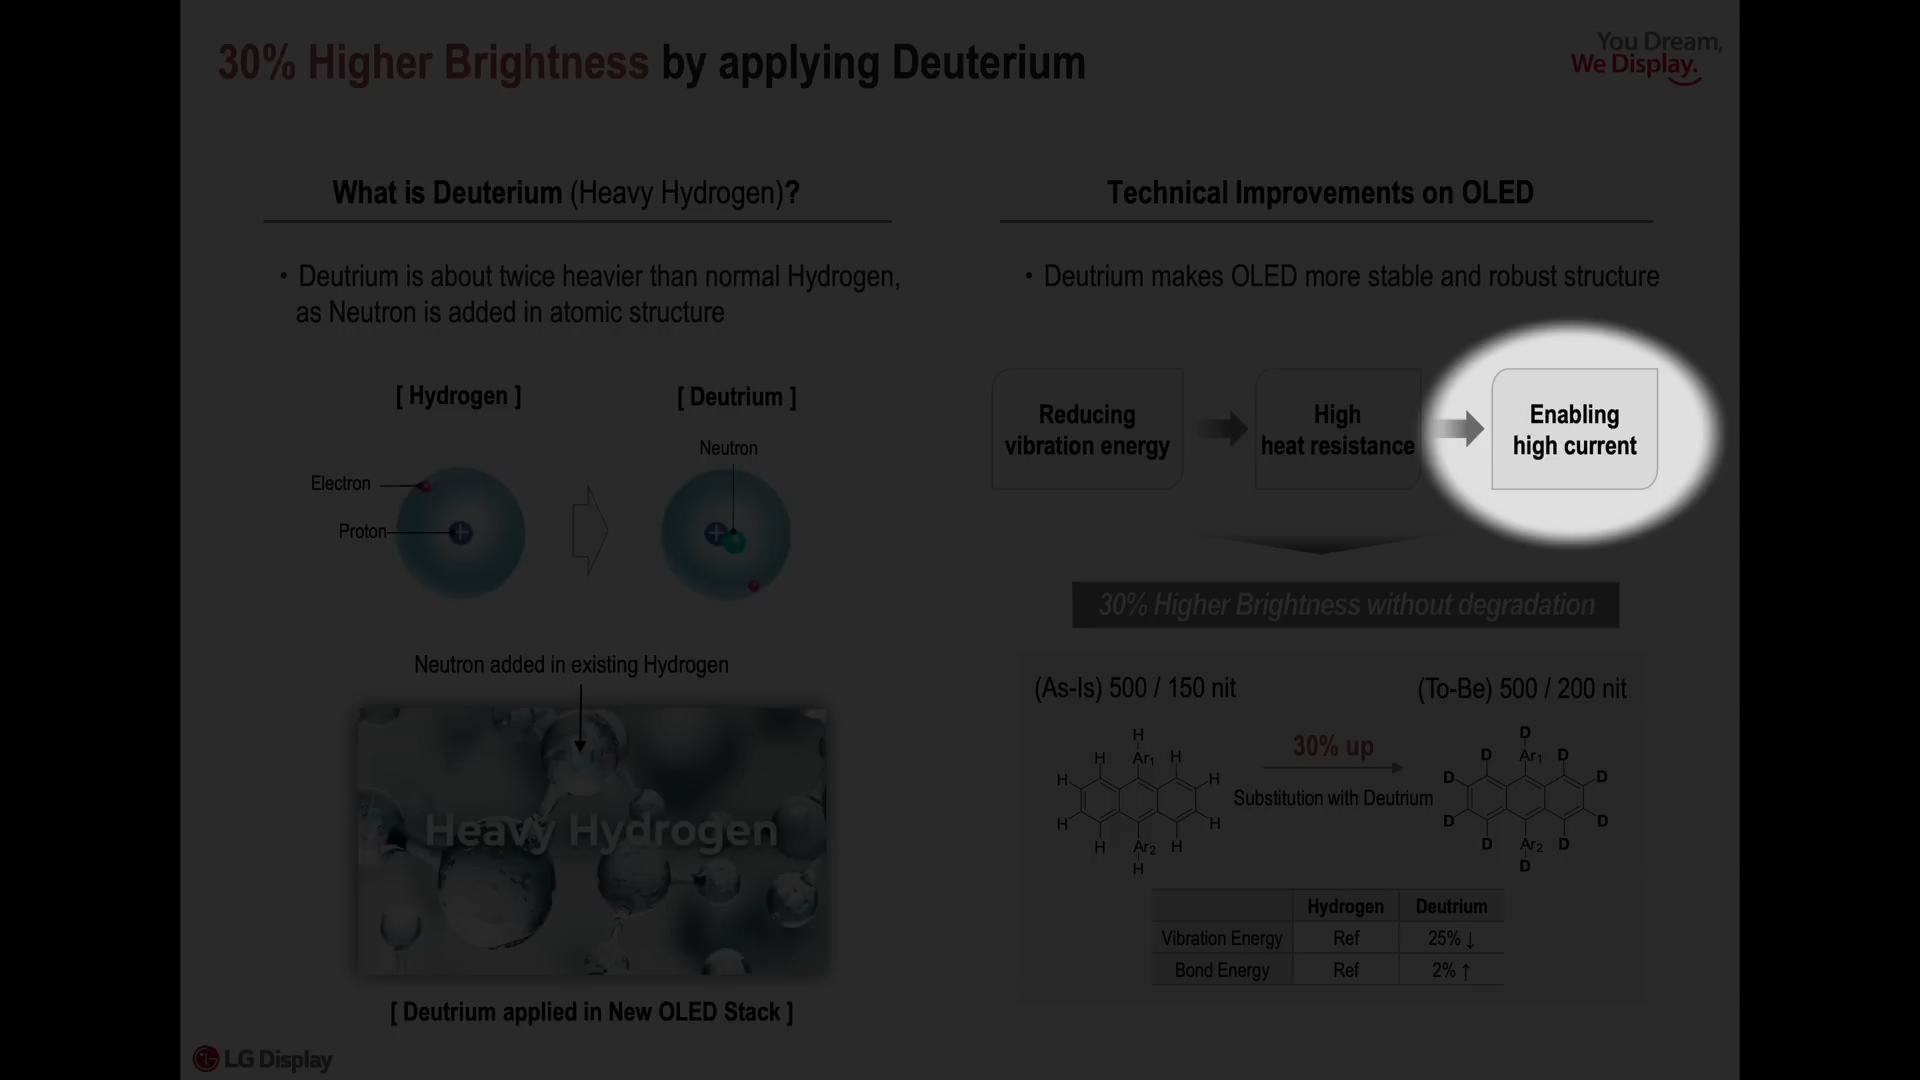 30% Higher Brightness by applying Deuterium
You Dream,
We Display.
What is Deuterium (Heavy Hydrogen)?
• Deutrium is about twice heavier than normal Hydrogen,
as Neutron is added in atomic structure
[ Hydrogen ]
[ Deutrium ]
Neutron
Electron
Proton
+
+
Neutron added in existing Hydrogen
Heavy Hydrogen
[ Deutrium applied in New OLED Stack ]
Technical Improvements on OLED
• Deutrium makes OLED more stable and robust structure
Reducing
vibration energy
High
heat resistance
Enabling
high current
30% Higher Brightness without degradation
(As-Is) 500 / 150 nit
(To-Be) 500 / 200 nit
H
H Ar₁ H
H H
H H
H Ar₂ H
H
30% up
Substitution with Deutrium
D
D Ar₁ D
D D
D D
D Ar₂ D
D
Hydrogen Deutrium
Vibration Energy Ref 25% ↓
Bond Energy Ref 2% ↑
LG Display